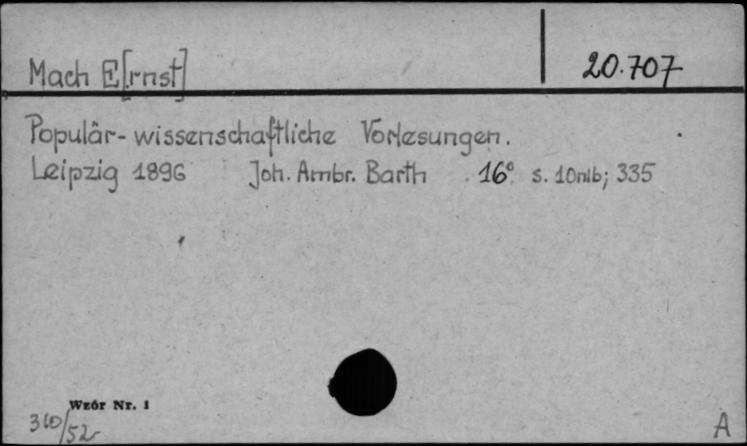 Mach E[rnst]
20.707
Populär-wissenschaftliche Vorlesungen.
Leipzig 1896 Joh. Ambr. Barth 16° s. 10nlb; 335
Wzór Nr. 1
310/52
A